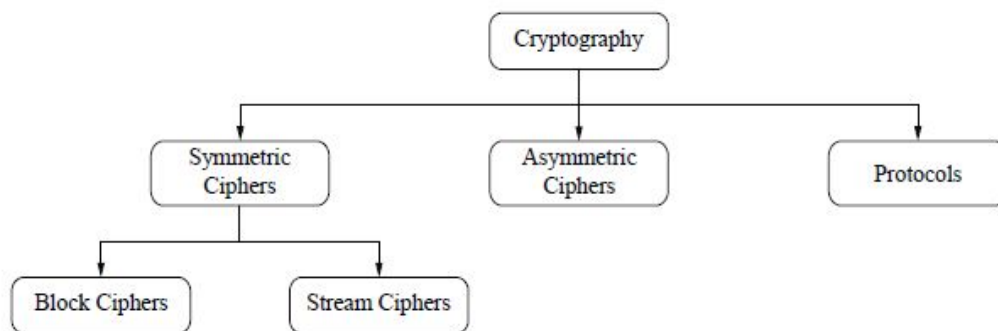 Cryptography
Symmetric
Ciphers
Asymmetric
Ciphers
Protocols
Block Ciphers
Stream Ciphers